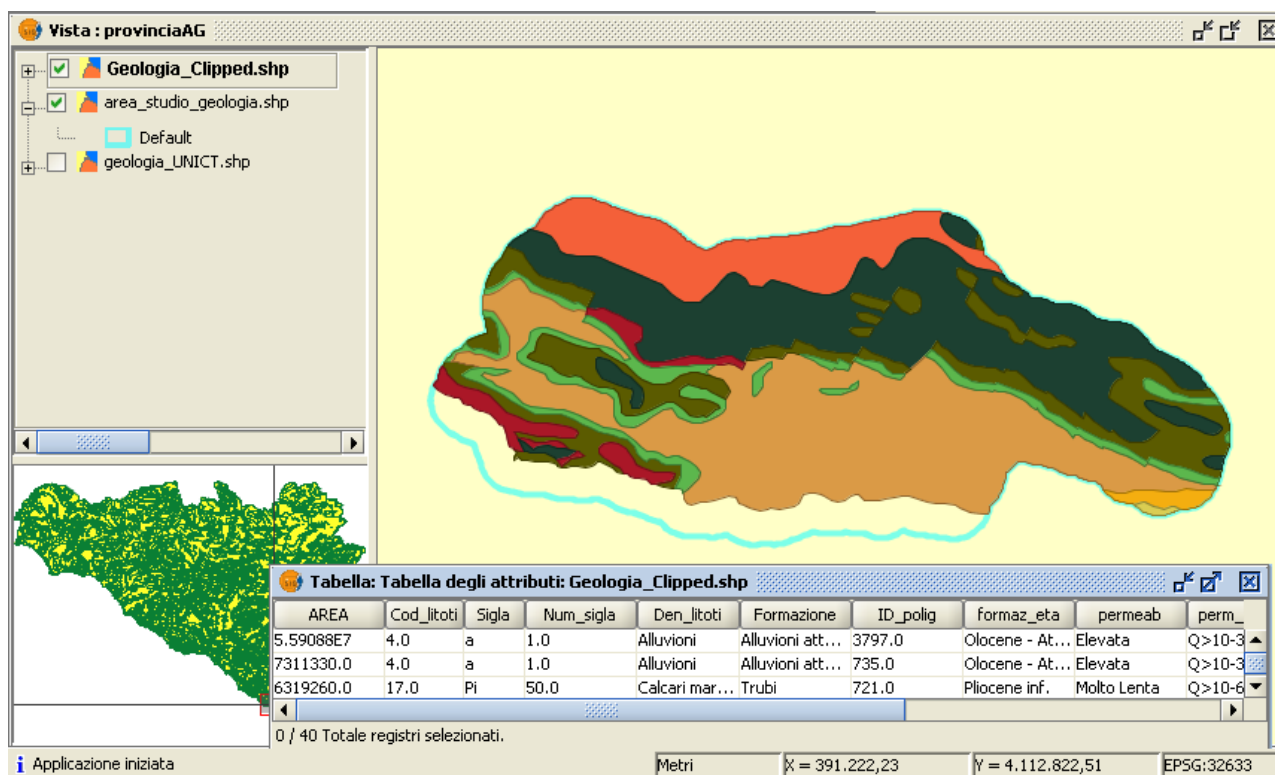 Vista : provinciaAG
Geologia_Clipped.shp
area_studio_geologia.shp
Default
geologia_UNICT.shp
Tabella: Tabella degli attributi: Geologia_Clipped.shp
AREA Cod_litoti Sigla Num_sigla Den_litoti Formazione ID_polig formaz_eta permeab perm_
5.59088E7 4.0 a 1.0 Alluvioni Alluvioni att... 3797.0 Olocene - At... Elevata Q>10-3
7311330.0 4.0 a 1.0 Alluvioni Alluvioni att... 735.0 Olocene - At... Elevata Q>10-3
6319260.0 17.0 Pi 50.0 Calcari mar... Trubi 721.0 Pliocene inf. Molto Lenta Q>10-6
0 / 40 Totale registri selezionati.
Applicazione iniziata Metri X = 391.222,23 Y = 4.112.822,51 EPSG:32633